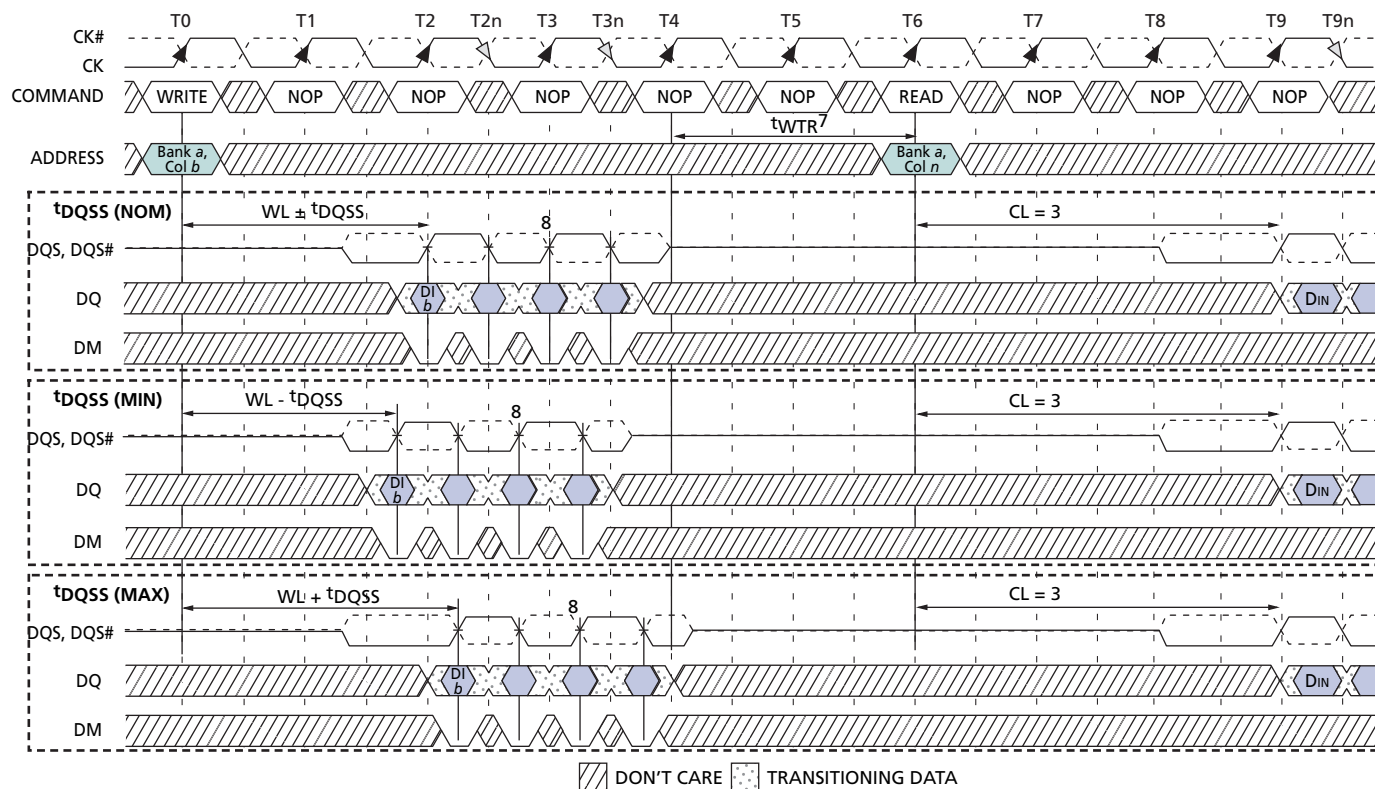 T0 T1 T2 T2n T3 T3n T4 T5 T6 T7 T8 T9 T9n
CK#
CK
COMMAND WRITE NOP NOP NOP NOP NOP READ NOP NOP NOP
tWTR7
ADDRESS Bank a, Col b Bank a, Col n
tDQSS (NOM) WL ± tDQSS 8 CL = 3
DQS, DQS#
DQ DI b DIN
DM
tDQSS (MIN) WL - tDQSS 8 CL = 3
DQS, DQS#
DQ DI b DIN
DM
tDQSS (MAX) WL + tDQSS 8 CL = 3
DQS, DQS#
DQ DI b DIN
DM
DON'T CARE TRANSITIONING DATA